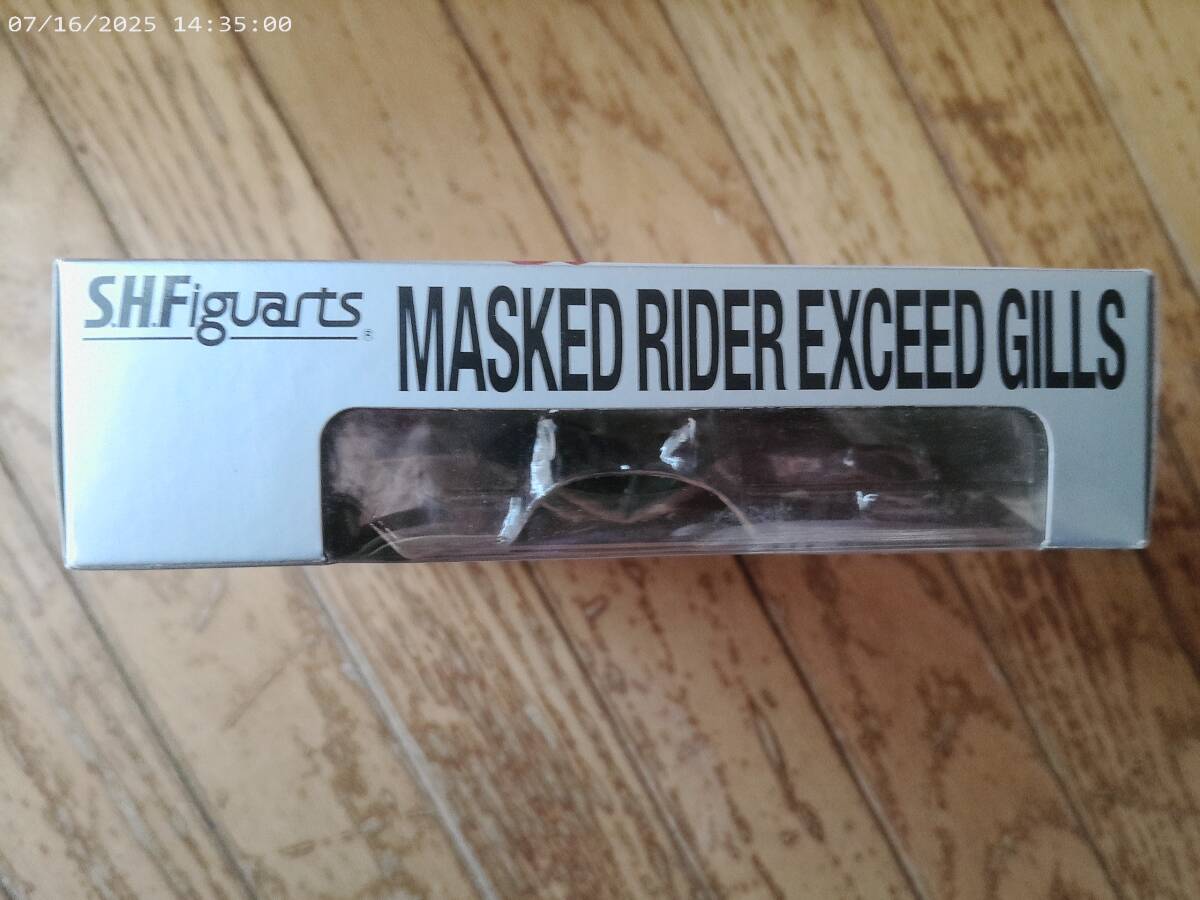 07/16/2025 14:35:00
S.H.Figuarts®
MASKED RIDER EXCEED GILLS